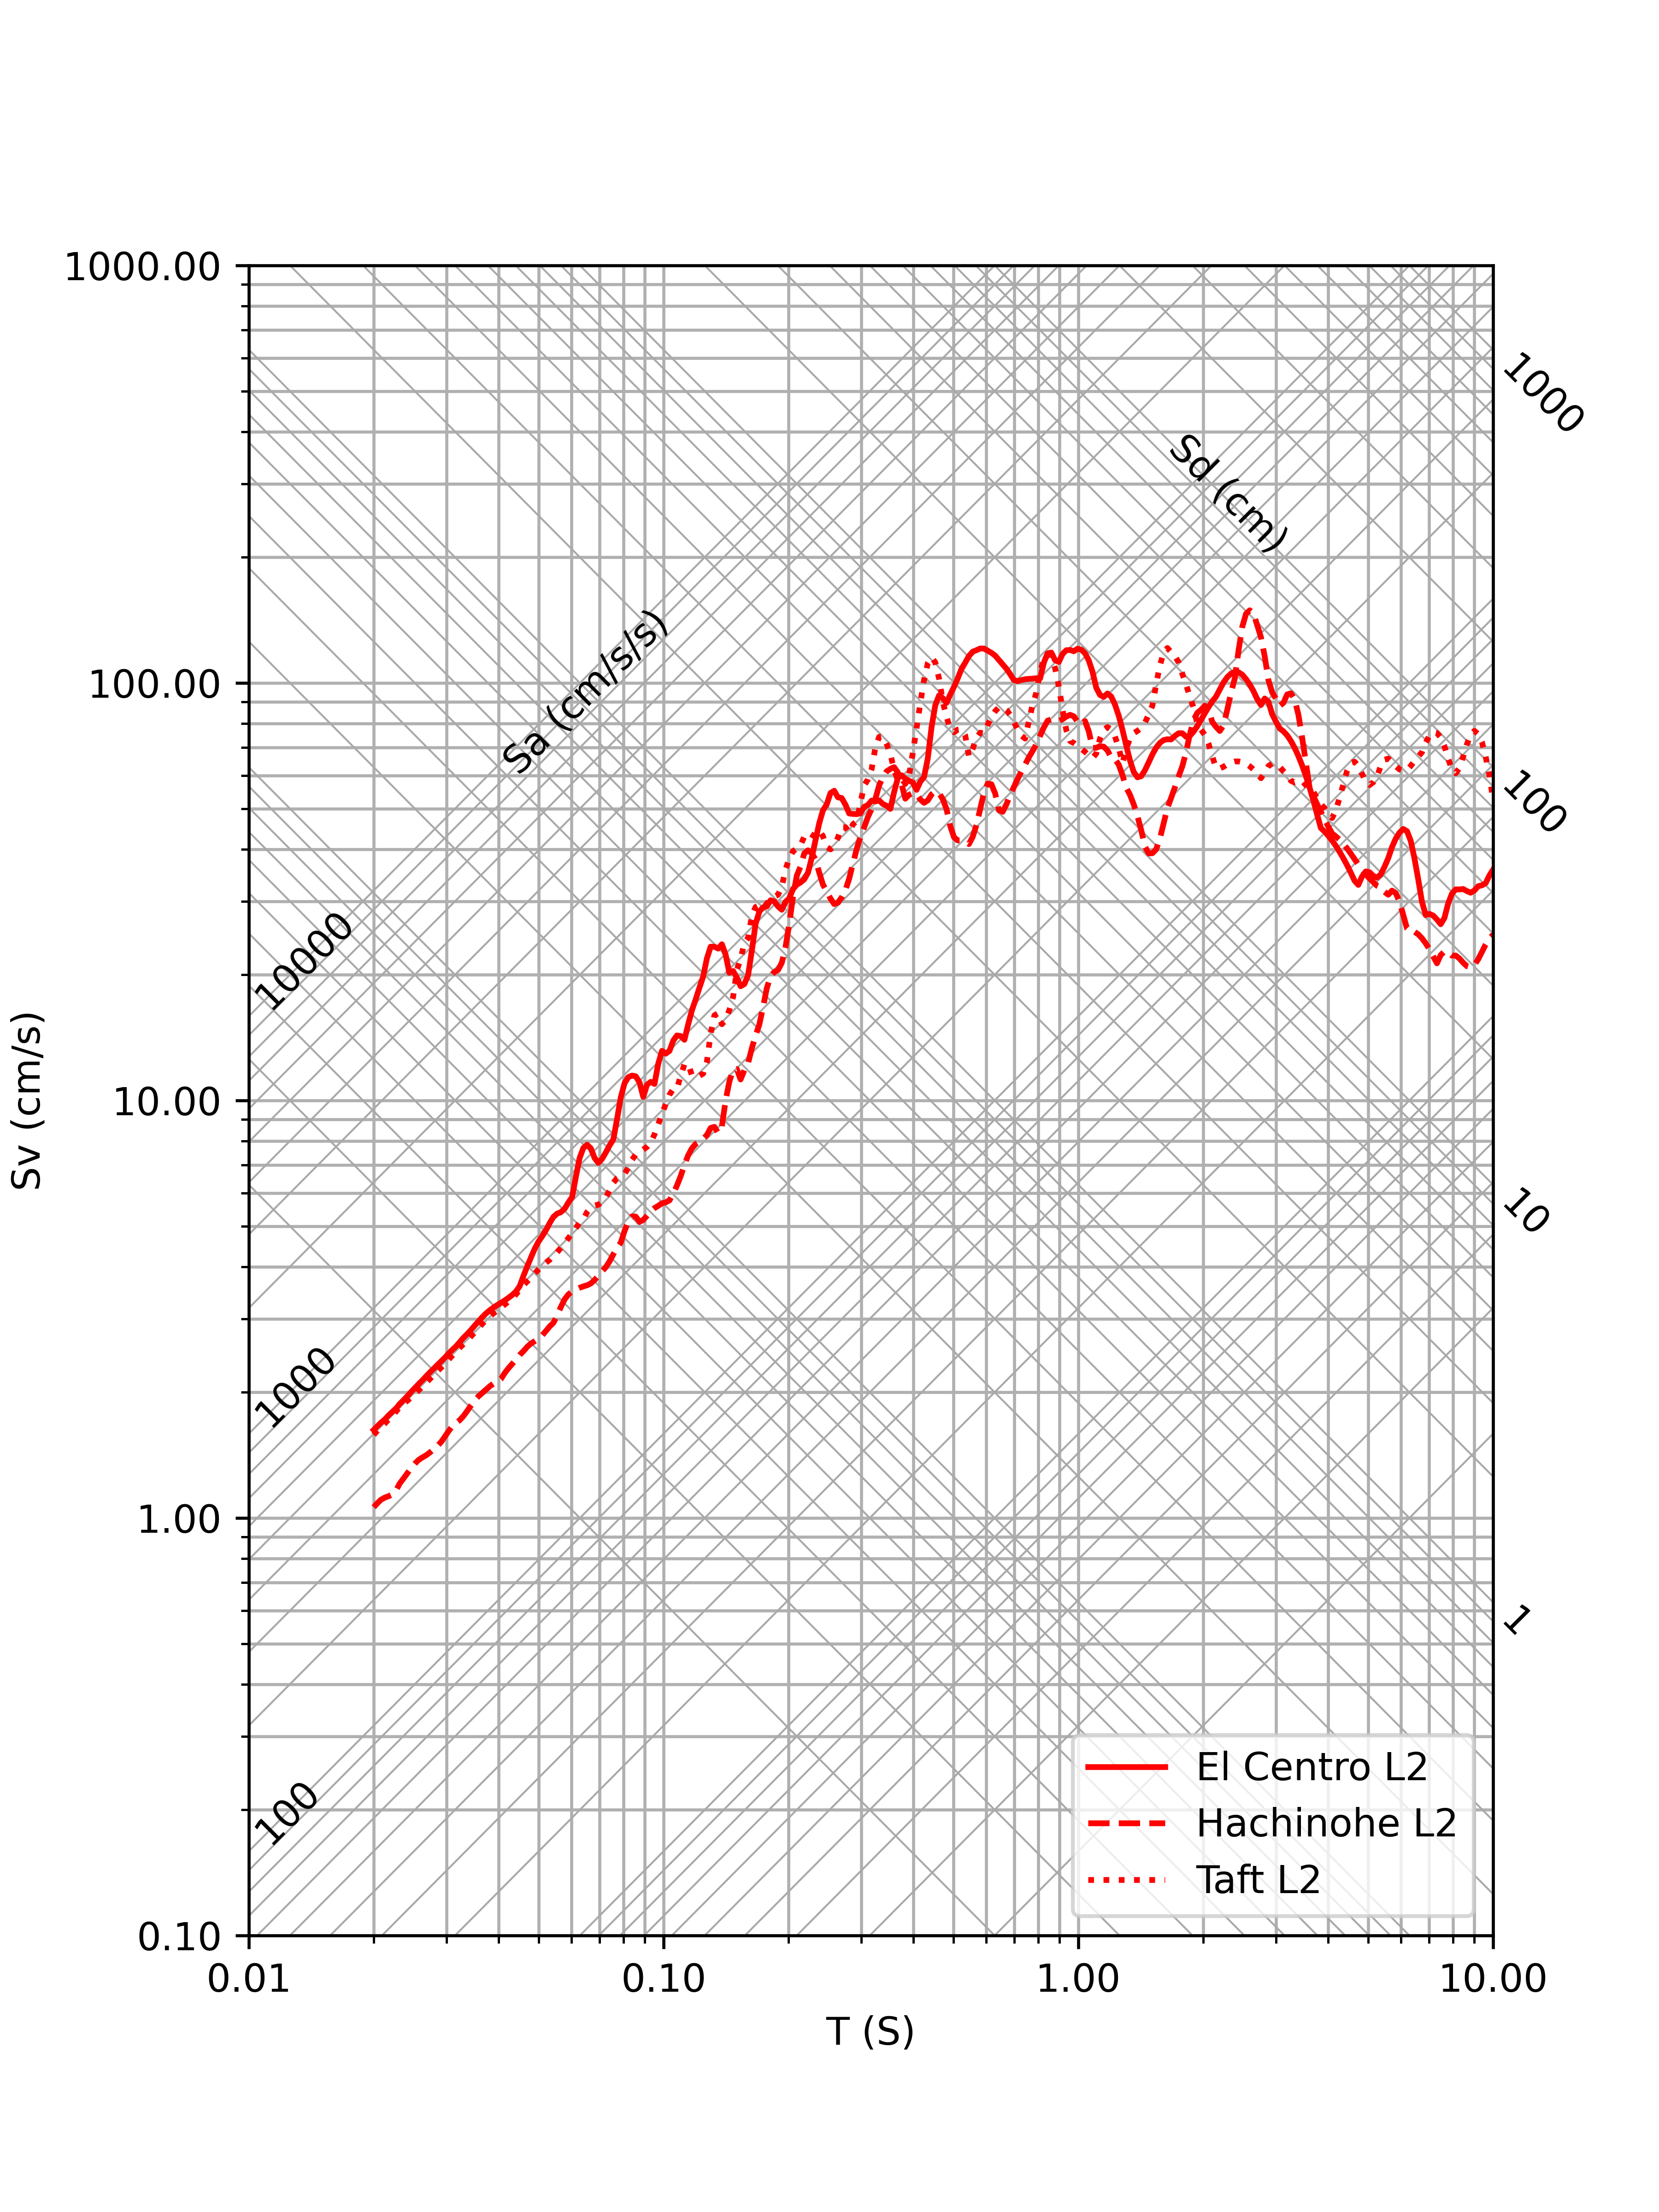 1000.00
1000
Sd (cm)
Sa (cm/s/s)
100.00
100
10000
Sv (cm/s)
10.00
10
1000
1.00
1
100
El Centro L2
Hachinohe L2
Taft L2
0.10
0.01
0.10
1.00
10.00
T (S)